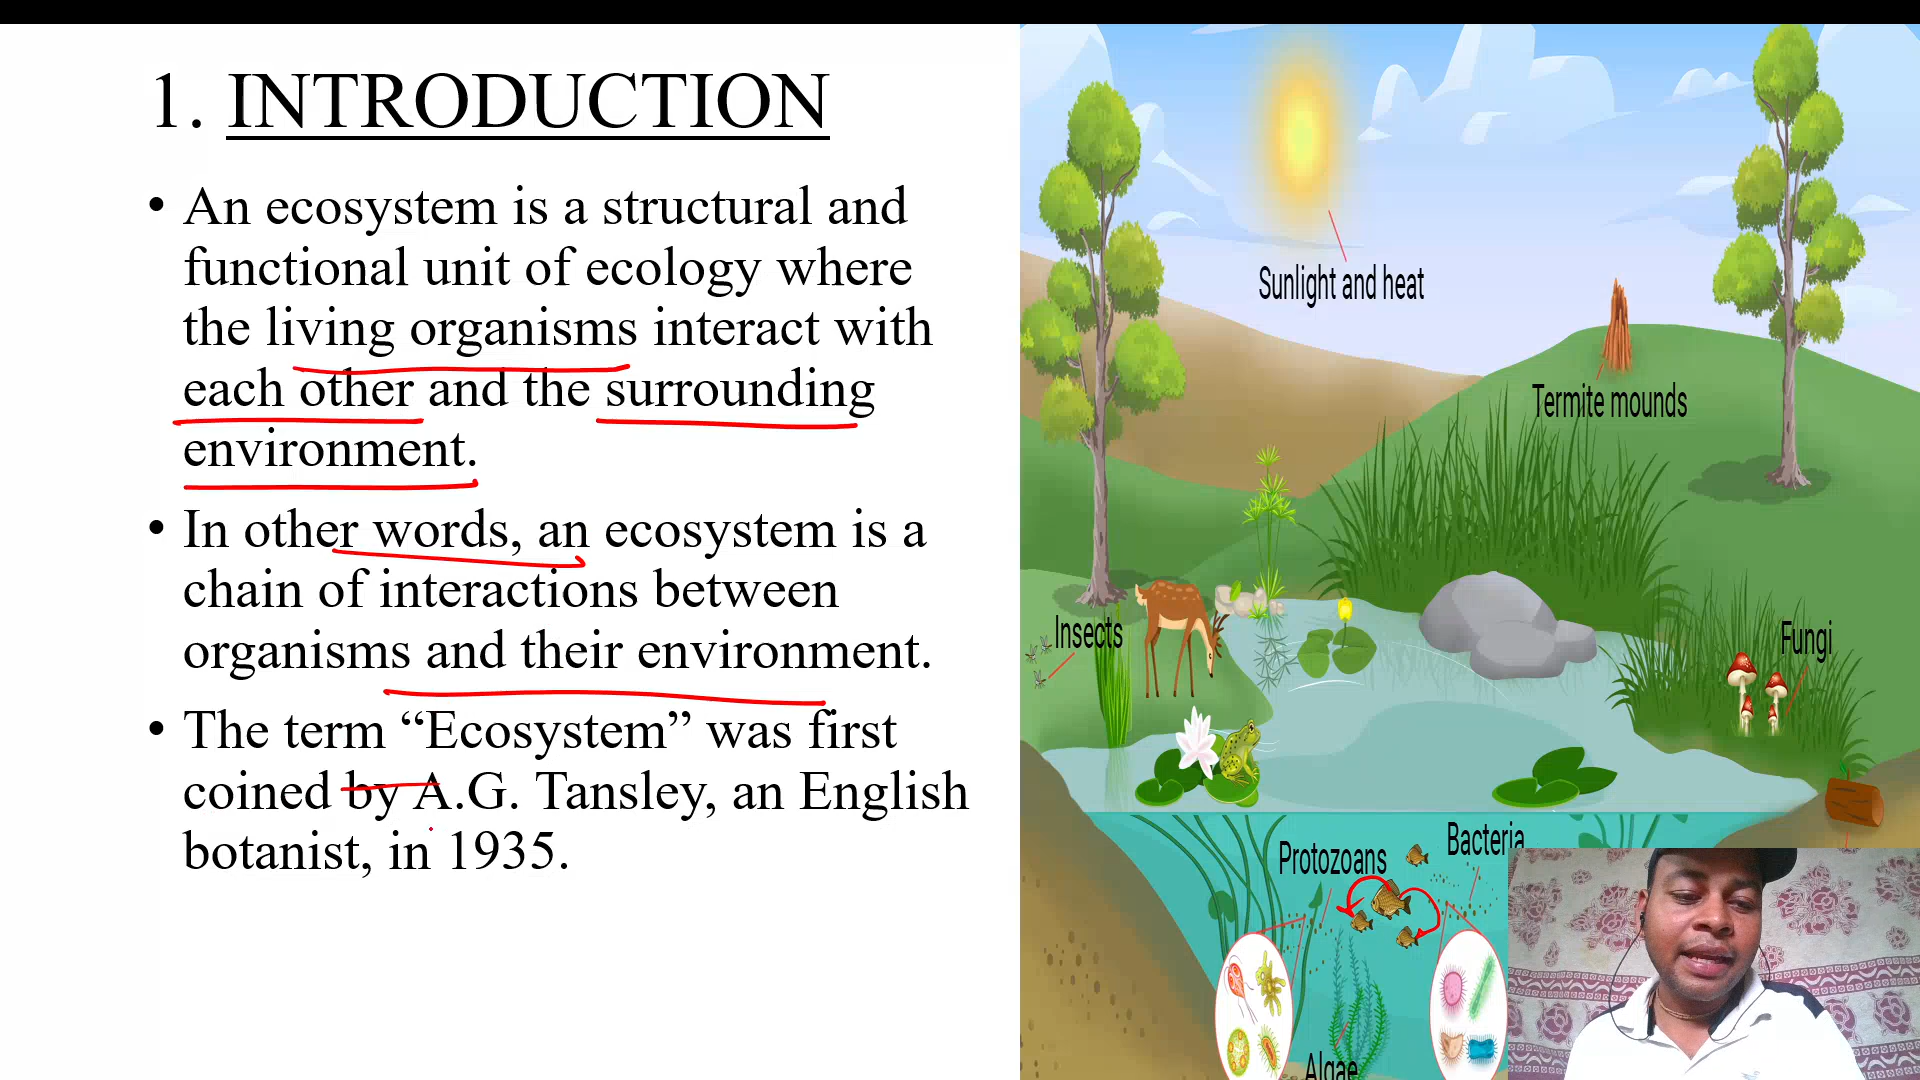 1. INTRODUCTION
• An ecosystem is a structural and
functional unit of ecology where
the living organisms interact with
each other and the surrounding
environment.
• In other words, an ecosystem is a
chain of interactions between
organisms and their environment.
• The term “Ecosystem” was first
coined by A.G. Tansley, an English
botanist, in 1935.
Sunlight and heat
Termite mounds
Insects
Fungi
Protozoans
Bacteria
Algae